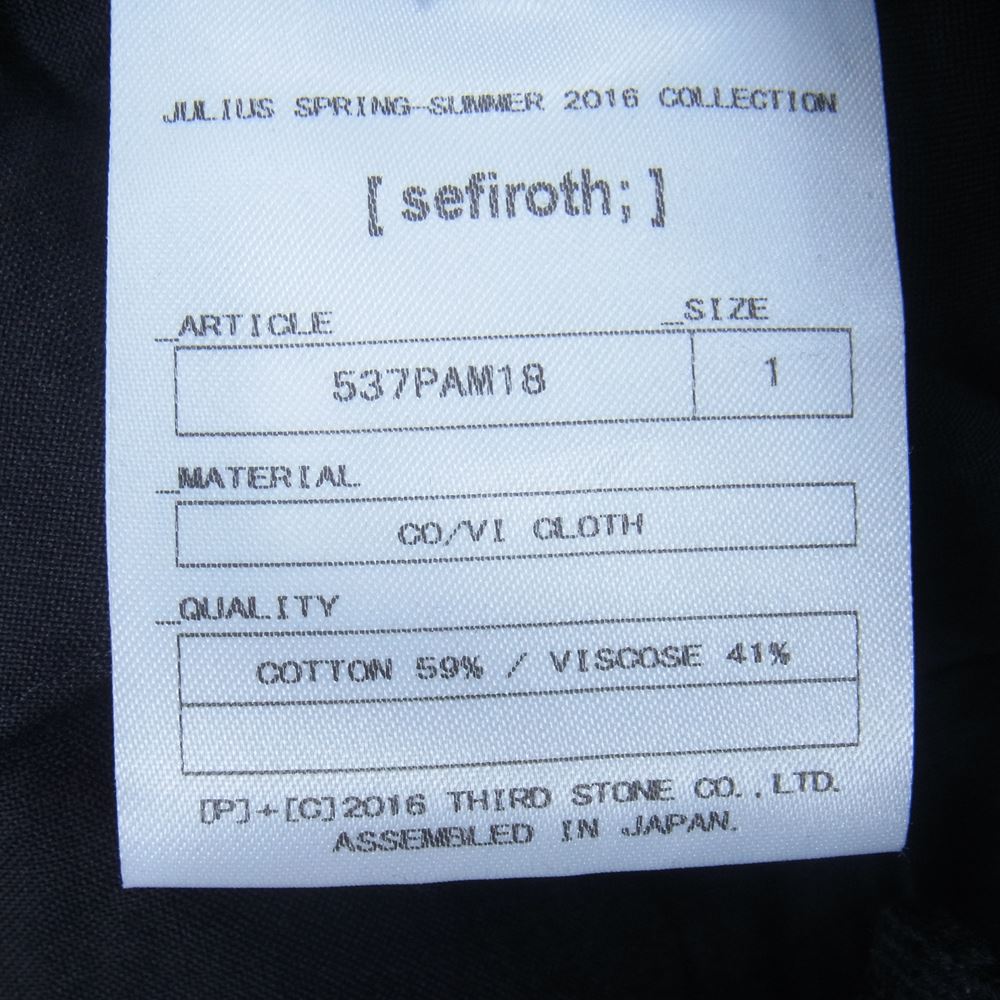 JULIUS SPRING-SUMMER 2016 COLLECTION
[ sefiroth; ]
_ARTICLE _SIZE
537PAM18 1
_MATERIAL
CO/VI CLOTH
_QUALITY
COTTON 59% / VISCOSE 41%
[P]+[C]2016 THIRD STONE CO.,LTD.
ASSEMBLED IN JAPAN.